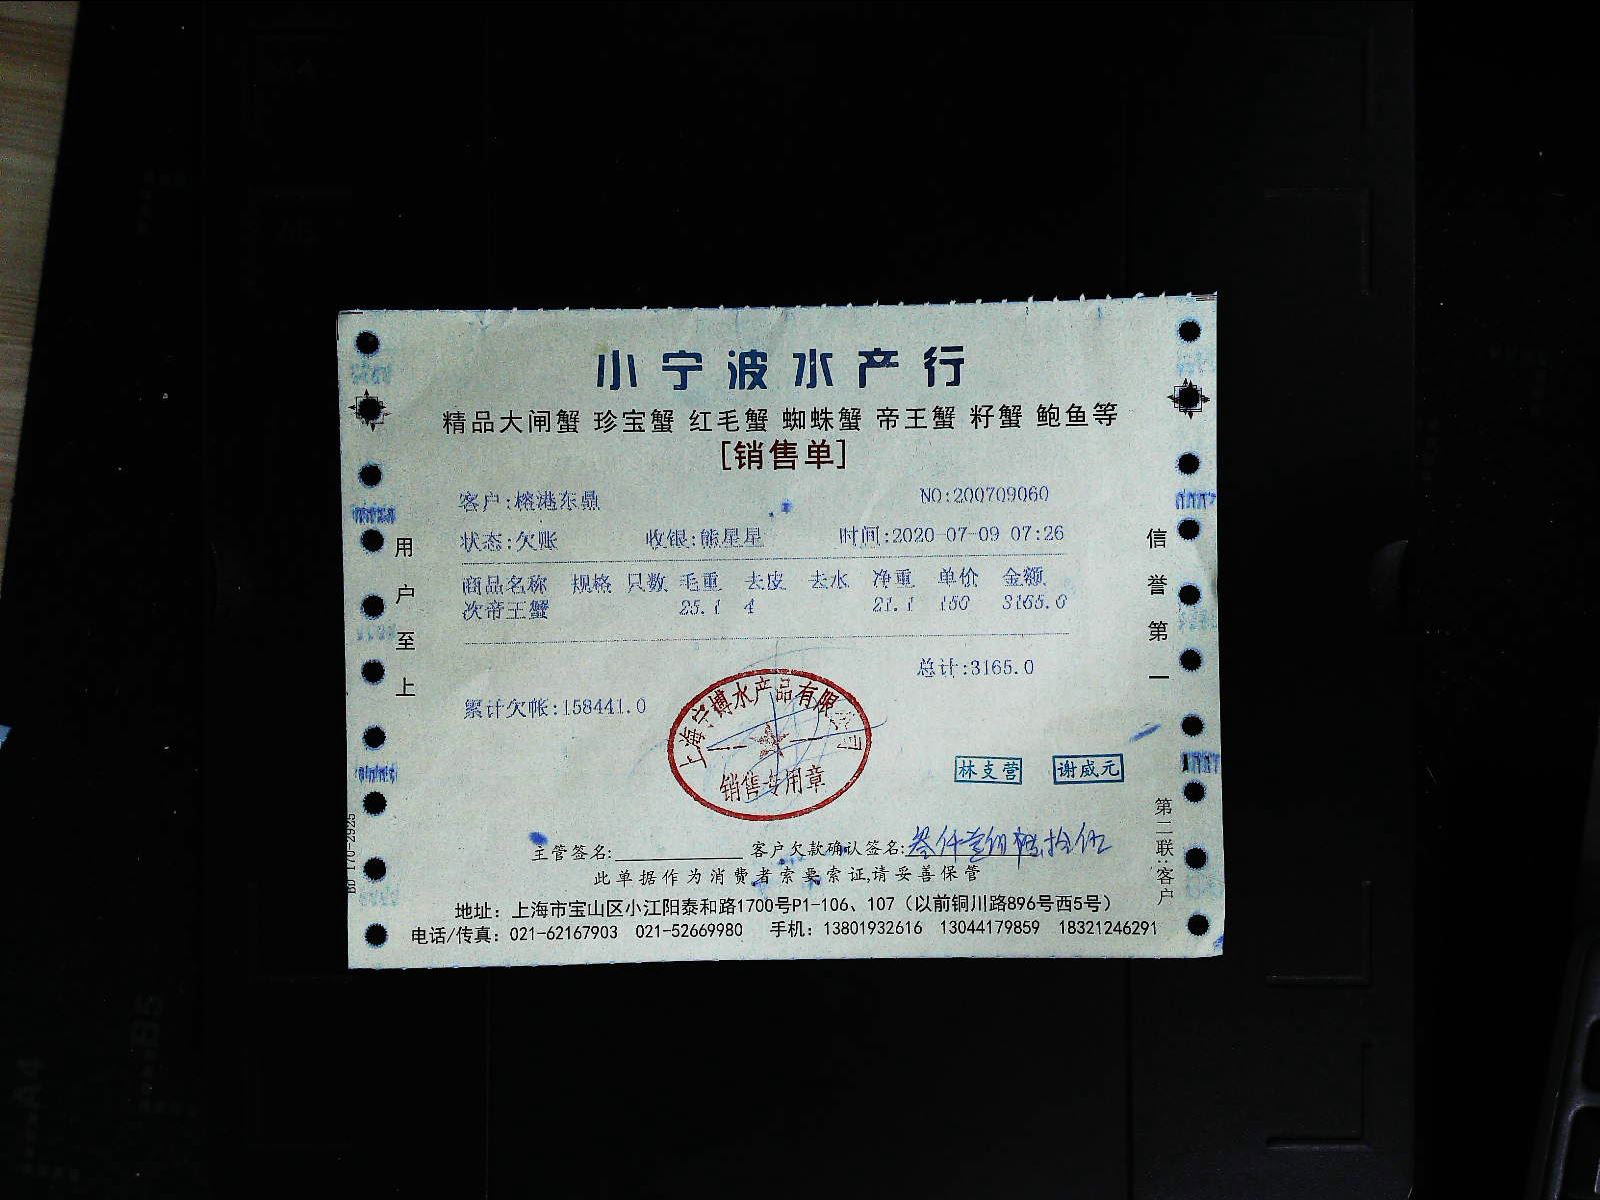 小宁波水产行
精品大闸蟹 珍宝蟹 红毛蟹 蜘蛛蟹 帝王蟹 籽蟹 鲍鱼等
[销售单]
客户:榕港东鼎 NO:200709060
状态:欠账 收银:熊星星 时间:2020-07-09 07:26
商品名称 规格 只数 毛重 去皮 去水 净重 单价 金额
次帝王蟹 25.1 4 21.1 150 3165.0
总计:3165.0
累计欠帐:158441.0
上海宁博水产品有限公司
销售专用章
林支营 谢威元
主管签名: 客户欠款确认签名:叁仟壹佰陆拾伍
此单据作为消费者索要索证,请妥善保管
地址：上海市宝山区小江阳泰和路1700号P1-106、107（以前铜川路896号西5号）
电话/传真：021-62167903 021-52669980 手机：13801932616 13044179859 18321246291
用户至上
信誉第一
第二联:客户